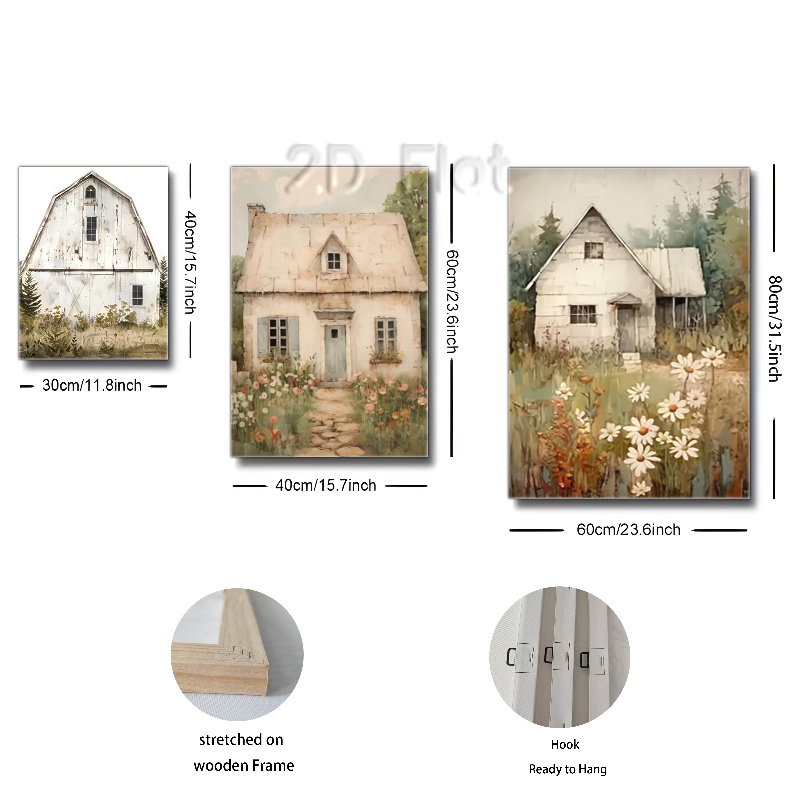 2D Flat
40cm/15.7inch
30cm/11.8inch
60cm/23.6inch
40cm/15.7inch
80cm/31.5inch
60cm/23.6inch
stretched on
wooden Frame
Hook
Ready to Hang